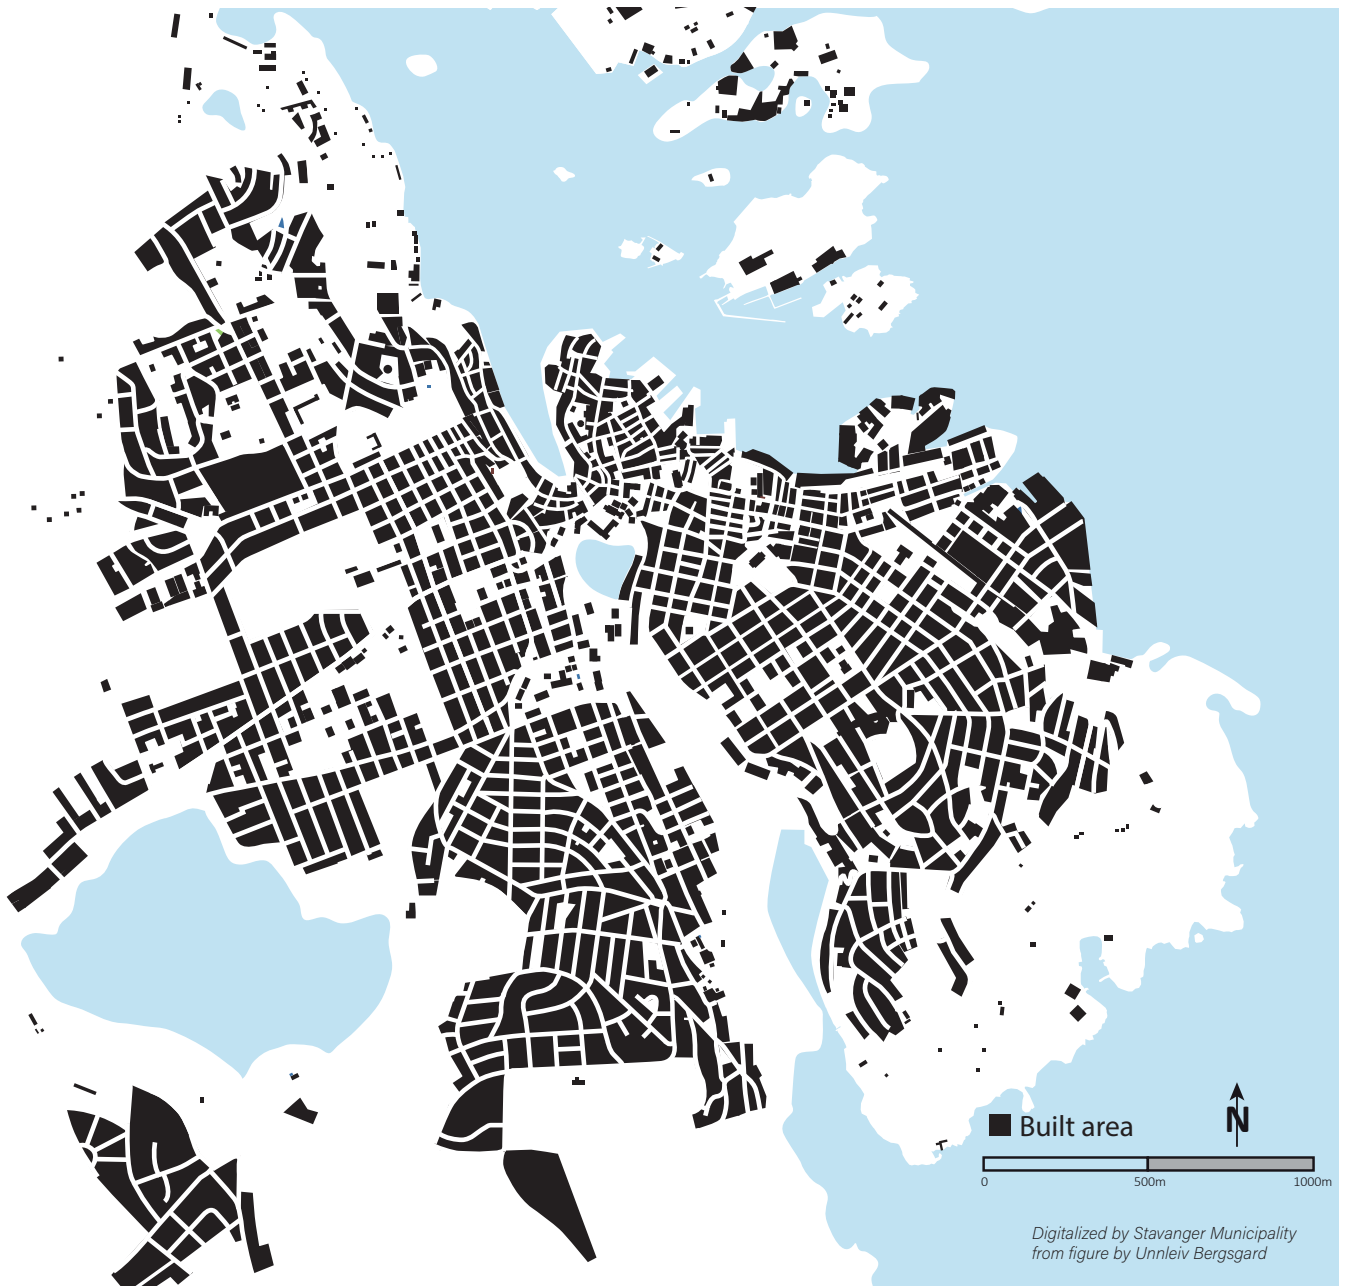 Built area
N
0 500m 1000m
Digitalized by Stavanger Municipality
from figure by Unnleiv Bergsgard